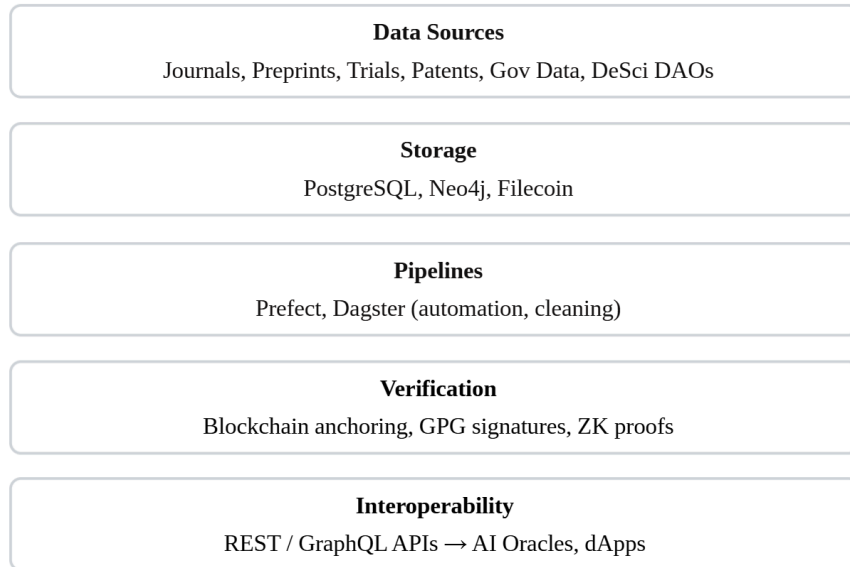 Data Sources
Journals, Preprints, Trials, Patents, Gov Data, DeSci DAOs
Storage
PostgreSQL, Neo4j, Filecoin
Pipelines
Prefect, Dagster (automation, cleaning)
Verification
Blockchain anchoring, GPG signatures, ZK proofs
Interoperability
REST / GraphQL APIs → AI Oracles, dApps